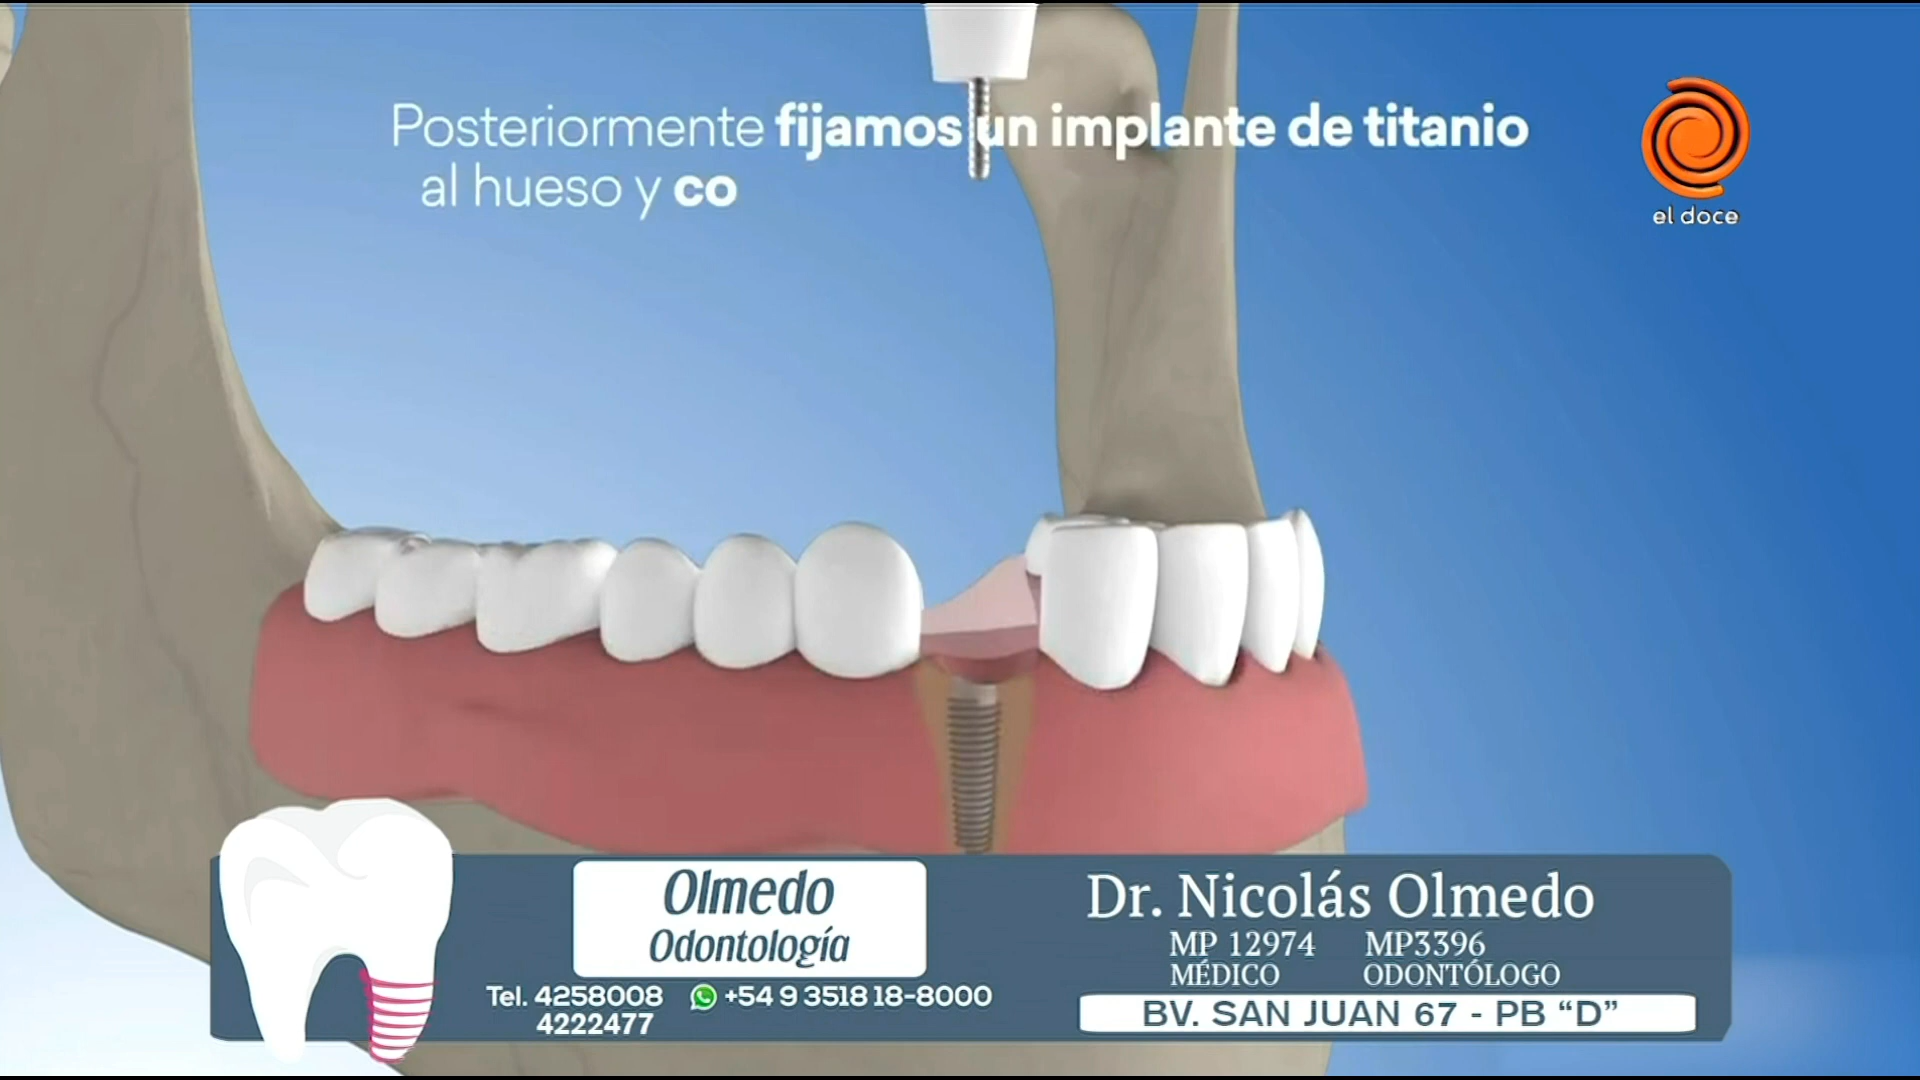 Posteriormente fijamos un implante de titanio
al hueso y co
el doce
Olmedo
Odontología
Tel. 4258008 +54 9 3518 18-8000
4222477
Dr. Nicolás Olmedo
MP 12974 MP3396
MÉDICO ODONTÓLOGO
BV. SAN JUAN 67 - PB “D”